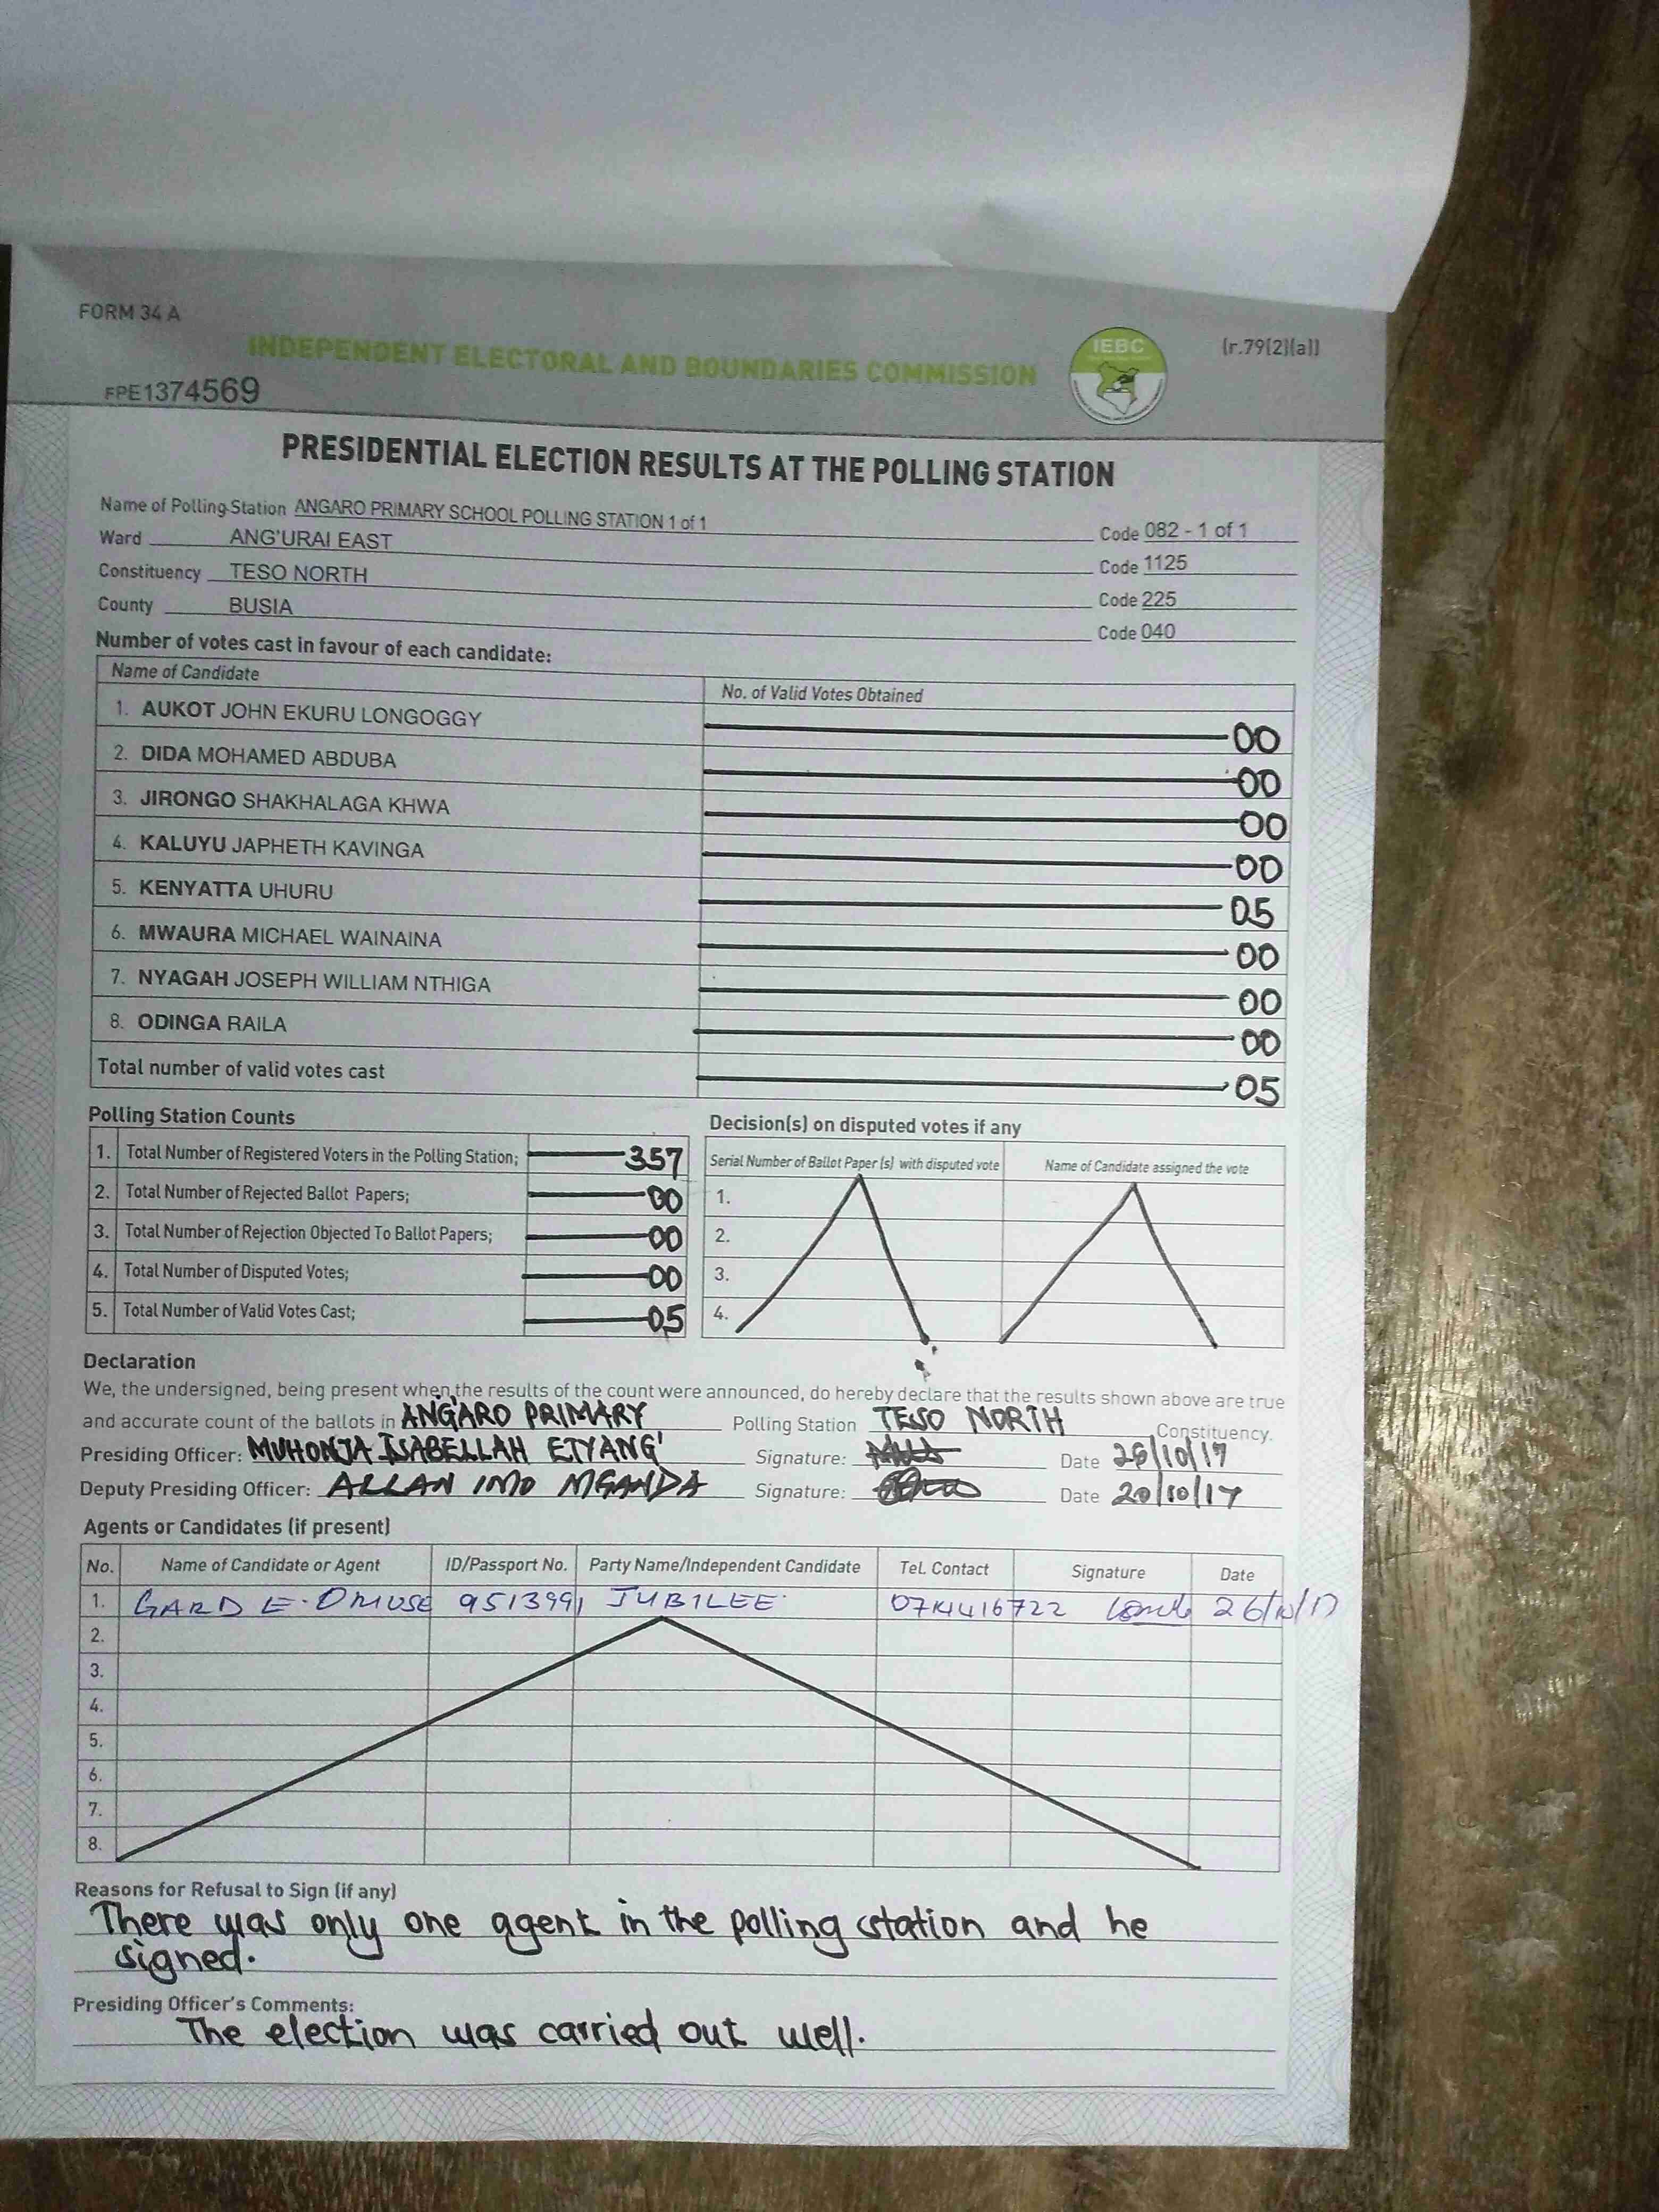 FORM 34 A
INDEPENDENT ELECTORAL AND BOUNDARIES COMMISSION
IEBC
(r.79(2)(a))
FPE1374569
PRESIDENTIAL ELECTION RESULTS AT THE POLLING STATION
Name of Polling Station ANGARO PRIMARY SCHOOL POLLING STATION 1 of 1 Code 082 - 1 of 1
Ward ANG'URAI EAST Code 1125
Constituency TESO NORTH Code 225
County BUSIA Code 040
Number of votes cast in favour of each candidate:
Name of Candidate No. of Valid Votes Obtained
1. AUKOT JOHN EKURU LONGOGGY 00
2. DIDA MOHAMED ABDUBA 00
3. JIRONGO SHAKHALAGA KHWA 00
4. KALUYU JAPHETH KAVINGA 00
5. KENYATTA UHURU 05
6. MWAURA MICHAEL WAINAINA 00
7. NYAGAH JOSEPH WILLIAM NTHIGA 00
8. ODINGA RAILA 00
Total number of valid votes cast 05
Polling Station Counts
1. Total Number of Registered Voters in the Polling Station; 357
2. Total Number of Rejected Ballot Papers; 00
3. Total Number of Rejection Objected To Ballot Papers; 00
4. Total Number of Disputed Votes; 00
5. Total Number of Valid Votes Cast; 05
Decision(s) on disputed votes if any
Serial Number of Ballot Paper (s) with disputed vote Name of Candidate assigned the vote
1.
2.
3.
4.
Declaration
We, the undersigned, being present when the results of the count were announced, do hereby declare that the results shown above are true
and accurate count of the ballots in ANG'ARO PRIMARY Polling Station TESO NORTH Constituency.
Presiding Officer: MUHONJA ISABELLAH ETYANG' Signature: Date 26/10/17
Deputy Presiding Officer: ALLAN IMO MGANDA Signature: Date 20/10/17
Agents or Candidates (if present)
No. Name of Candidate or Agent ID/Passport No. Party Name/Independent Candidate Tel. Contact Signature Date
1. GARD E. OMUSE 9513991 JUBILEE 0714416722 26/10/17
2.
3.
4.
5.
6.
7.
8.
Reasons for Refusal to Sign (if any)
There was only one agent in the polling station and he
signed.
Presiding Officer's Comments:
The election was carried out well.